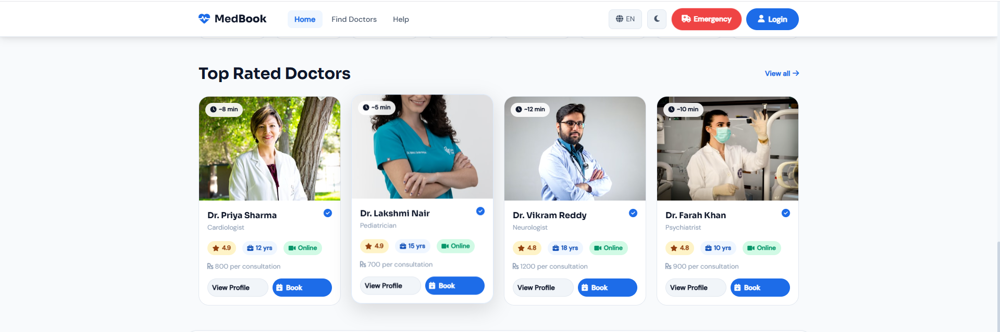 MedBook
Home
Find Doctors
Help
EN
Emergency
Login
Top Rated Doctors
View all →
~8 min
~5 min
~12 min
~10 min
Dr. Priya Sharma
Cardiologist
4.9
12 yrs
Online
₨ 800 per consultation
View Profile
Book
Dr. Lakshmi Nair
Pediatrician
4.9
15 yrs
Online
₨ 700 per consultation
View Profile
Book
Dr. Vikram Reddy
Neurologist
4.8
18 yrs
Online
₨ 1200 per consultation
View Profile
Book
Dr. Farah Khan
Psychiatrist
4.8
10 yrs
Online
₨ 900 per consultation
View Profile
Book